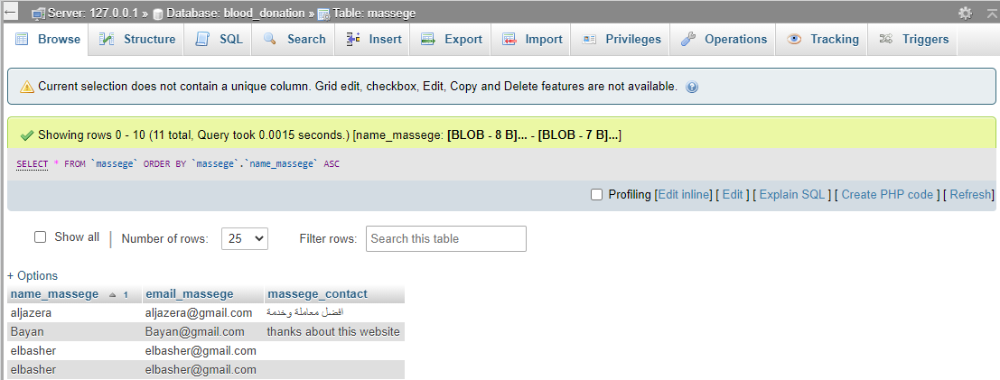 Server: 127.0.0.1 » Database: blood_donation » Table: massege
Browse Structure SQL Search Insert Export Import Privileges Operations Tracking Triggers
Current selection does not contain a unique column. Grid edit, checkbox, Edit, Copy and Delete features are not available.
Showing rows 0 - 10 (11 total, Query took 0.0015 seconds.) [name_massege: [BLOB - 8 B]... - [BLOB - 7 B]...]
SELECT * FROM `massege` ORDER BY `massege`.`name_massege` ASC
Profiling [Edit inline] [ Edit ] [ Explain SQL ] [ Create PHP code ] [ Refresh]
Show all | Number of rows: 25 Filter rows: Search this table
+ Options
name_massege 1 email_massege massege_contact
aljazera aljazera@gmail.com افضل معاملة وخدمة
Bayan Bayan@gmail.com thanks about this website
elbasher elbasher@gmail.com
elbasher elbasher@gmail.com